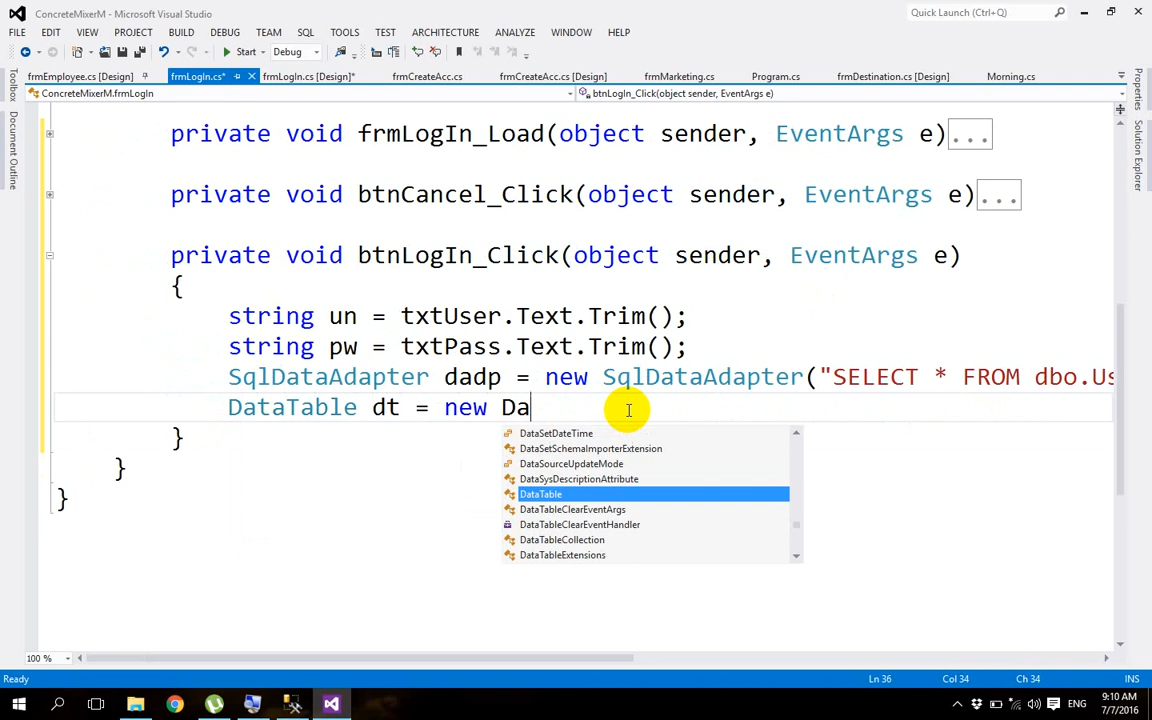 ConcreteMixerM - Microsoft Visual Studio
Quick Launch (Ctrl+Q)
FILE EDIT VIEW PROJECT BUILD DEBUG TEAM SQL TOOLS TEST ARCHITECTURE ANALYZE WINDOW HELP
Start Debug
frmEmployee.cs [Design] frmLogIn.cs* frmLogIn.cs [Design]* frmCreateAcc.cs frmCreateAcc.cs [Design] frmMarketing.cs Program.cs frmDestination.cs [Design] Morning.cs
ConcreteMixerM.frmLogIn btnLogIn_Click(object sender, EventArgs e)
Toolbox
Document Outline
Properties
Solution Explorer
private void frmLogIn_Load(object sender, EventArgs e)...
private void btnCancel_Click(object sender, EventArgs e)...
private void btnLogIn_Click(object sender, EventArgs e)
{
string un = txtUser.Text.Trim();
string pw = txtPass.Text.Trim();
SqlDataAdapter dadp = new SqlDataAdapter("SELECT * FROM dbo.Us
DataTable dt = new Da
}
}
}
DataSetDateTime
DataSetSchemaImporterExtension
DataSourceUpdateMode
DataSysDescriptionAttribute
DataTable
DataTableClearEventArgs
DataTableClearEventHandler
DataTableCollection
DataTableExtensions
100 %
Ready Ln 36 Col 34 Ch 34 INS
ENG
9:10 AM
7/7/2016